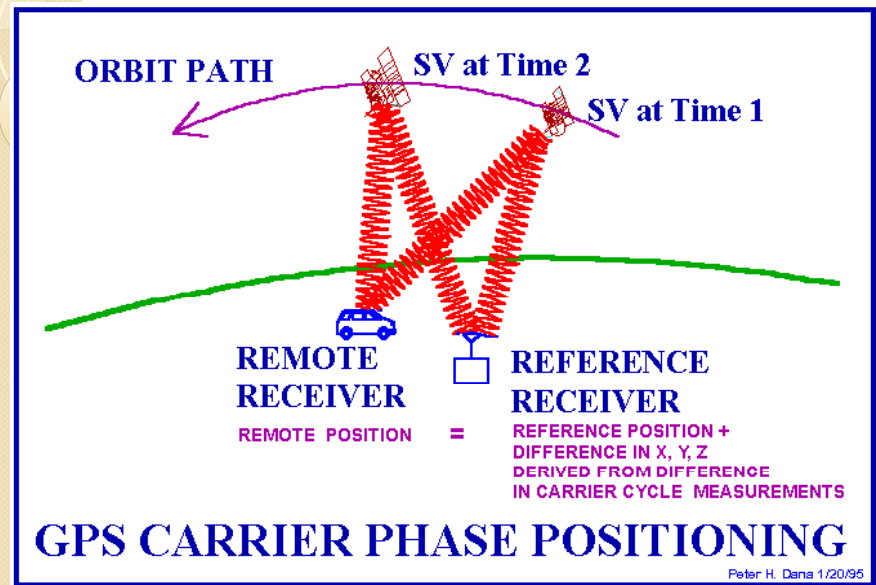 ORBIT PATH
SV at Time 2
SV at Time 1
REMOTE
RECEIVER
REFERENCE
RECEIVER
REMOTE POSITION = REFERENCE POSITION +
DIFFERENCE IN X, Y, Z
DERIVED FROM DIFFERENCE
IN CARRIER CYCLE MEASUREMENTS
GPS CARRIER PHASE POSITIONING
Peter H. Dana 1/20/95